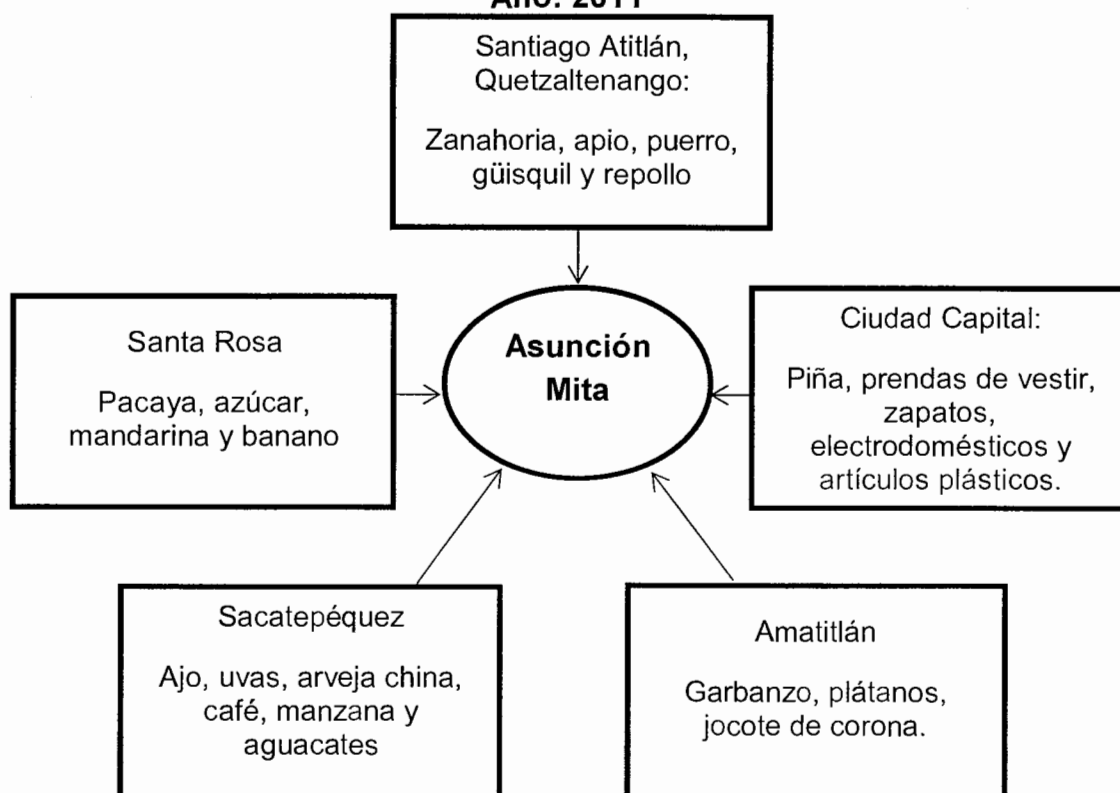 Año: 2011
Santiago Atitlán,
Quetzaltenango:
Zanahoria, apio, puerro,
güisquil y repollo
Santa Rosa
Pacaya, azúcar,
mandarina y banano
Asunción
Mita
Ciudad Capital:
Piña, prendas de vestir,
zapatos,
electrodomésticos y
artículos plásticos.
Sacatepéquez
Ajo, uvas, arveja china,
café, manzana y
aguacates
Amatitlán
Garbanzo, plátanos,
jocote de corona.